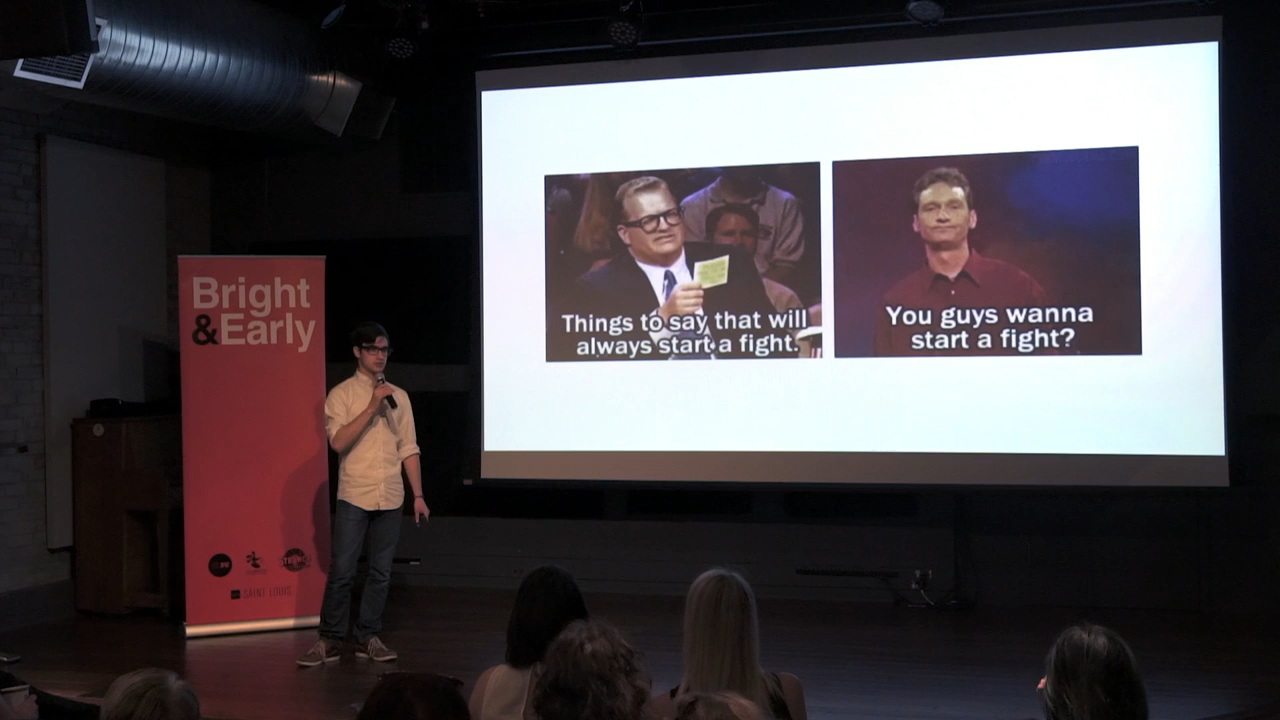 Bright
&Early
SAINT LOUIS
Things to say that will
always start a fight.
You guys wanna
start a fight?